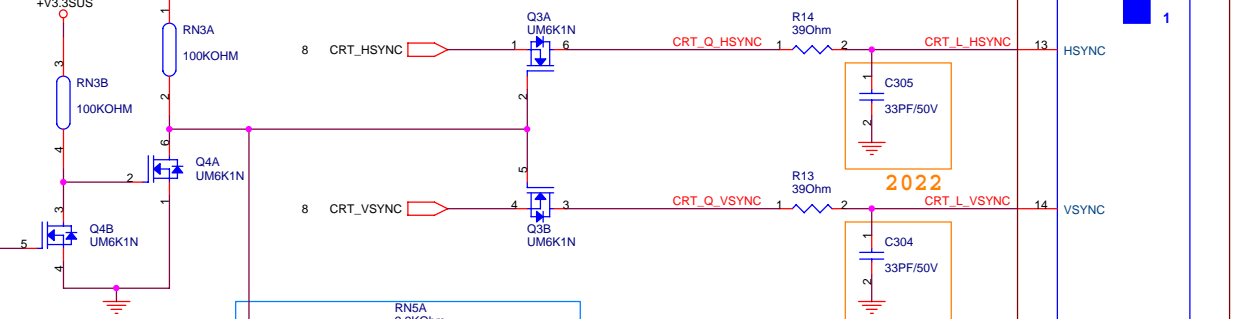 +V3.3SUS
RN3A
100KOHM
1
2
RN3B
100KOHM
3
4
Q4A
UM6K1N
6
2
1
Q4B
UM6K1N
3
5
4
8 CRT_HSYNC
Q3A
UM6K1N
1
6
2
CRT_Q_HSYNC
R14
39Ohm
1
2
CRT_L_HSYNC
13
HSYNC
C305
33PF/50V
1
2
2022
8 CRT_VSYNC
5
4
3
Q3B
UM6K1N
CRT_Q_VSYNC
R13
39Ohm
1
2
CRT_L_VSYNC
14
VSYNC
C304
33PF/50V
1
2
RN5A
1